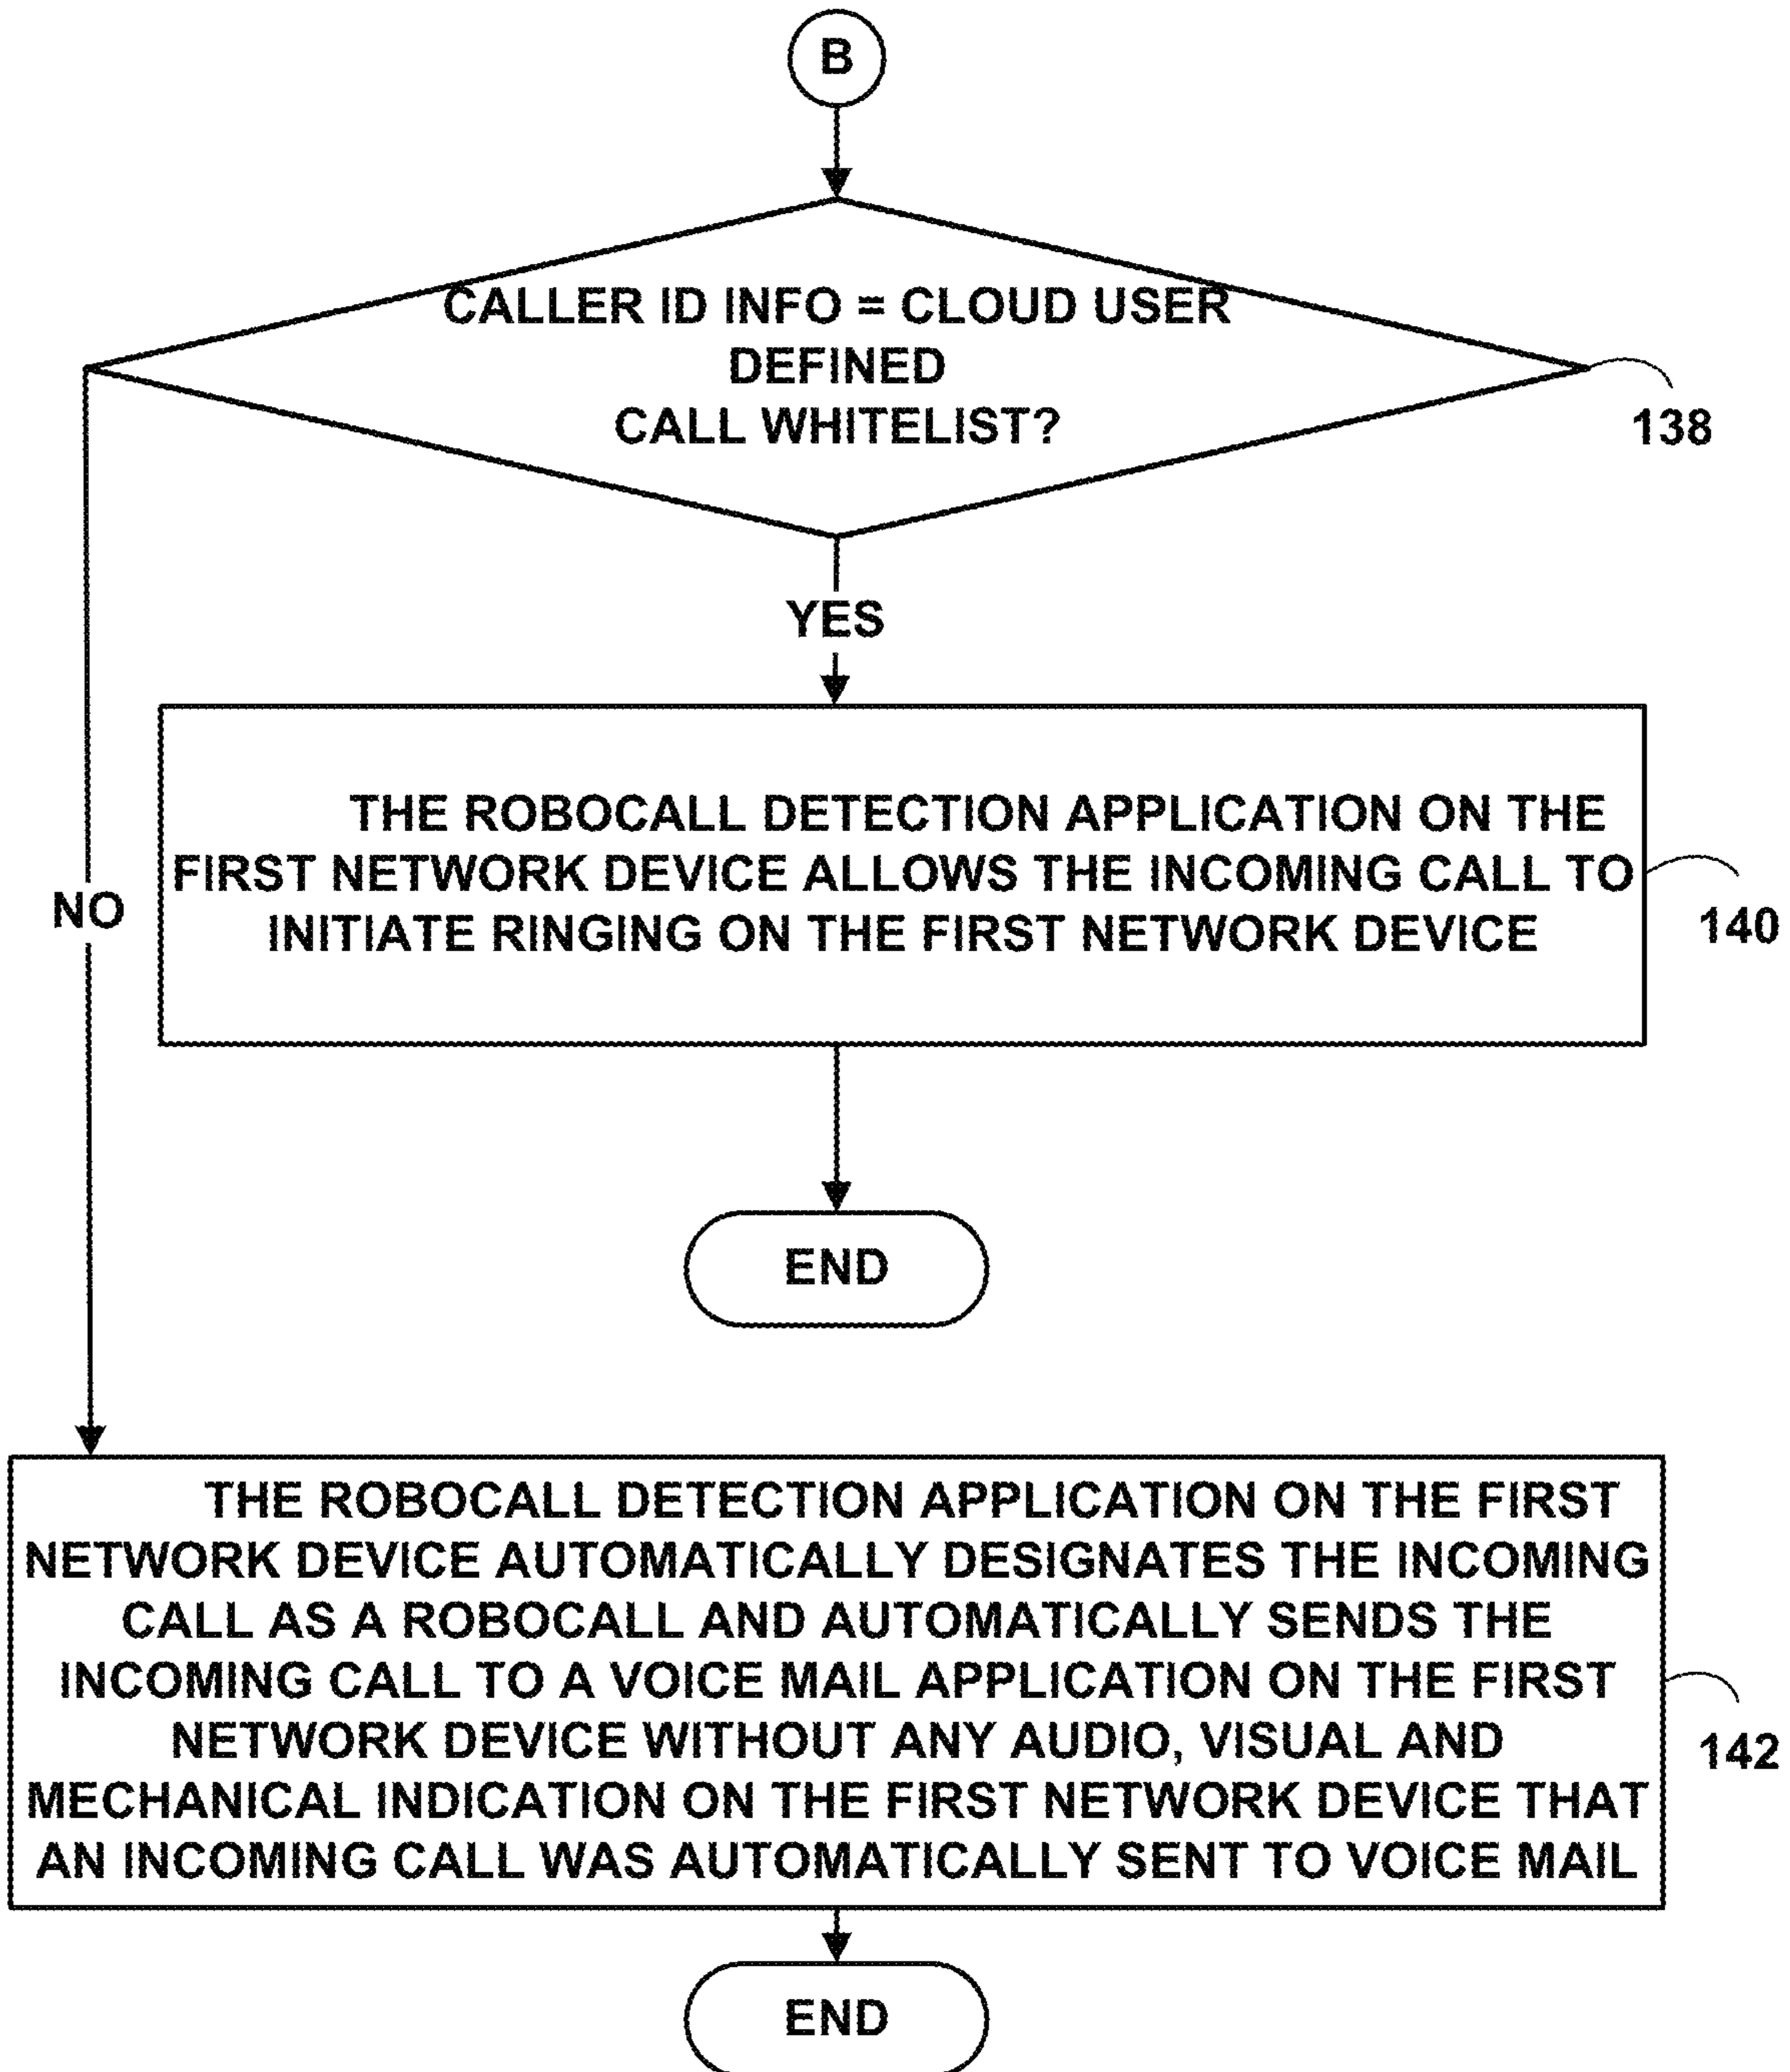 B
CALLER ID INFO = CLOUD USER
DEFINED
CALL WHITELIST?
138
YES
THE ROBOCALL DETECTION APPLICATION ON THE
FIRST NETWORK DEVICE ALLOWS THE INCOMING CALL TO
INITIATE RINGING ON THE FIRST NETWORK DEVICE
140
NO
END
THE ROBOCALL DETECTION APPLICATION ON THE FIRST
NETWORK DEVICE AUTOMATICALLY DESIGNATES THE INCOMING
CALL AS A ROBOCALL AND AUTOMATICALLY SENDS THE
INCOMING CALL TO A VOICE MAIL APPLICATION ON THE FIRST
NETWORK DEVICE WITHOUT ANY AUDIO, VISUAL AND
MECHANICAL INDICATION ON THE FIRST NETWORK DEVICE THAT
AN INCOMING CALL WAS AUTOMATICALLY SENT TO VOICE MAIL
142
END